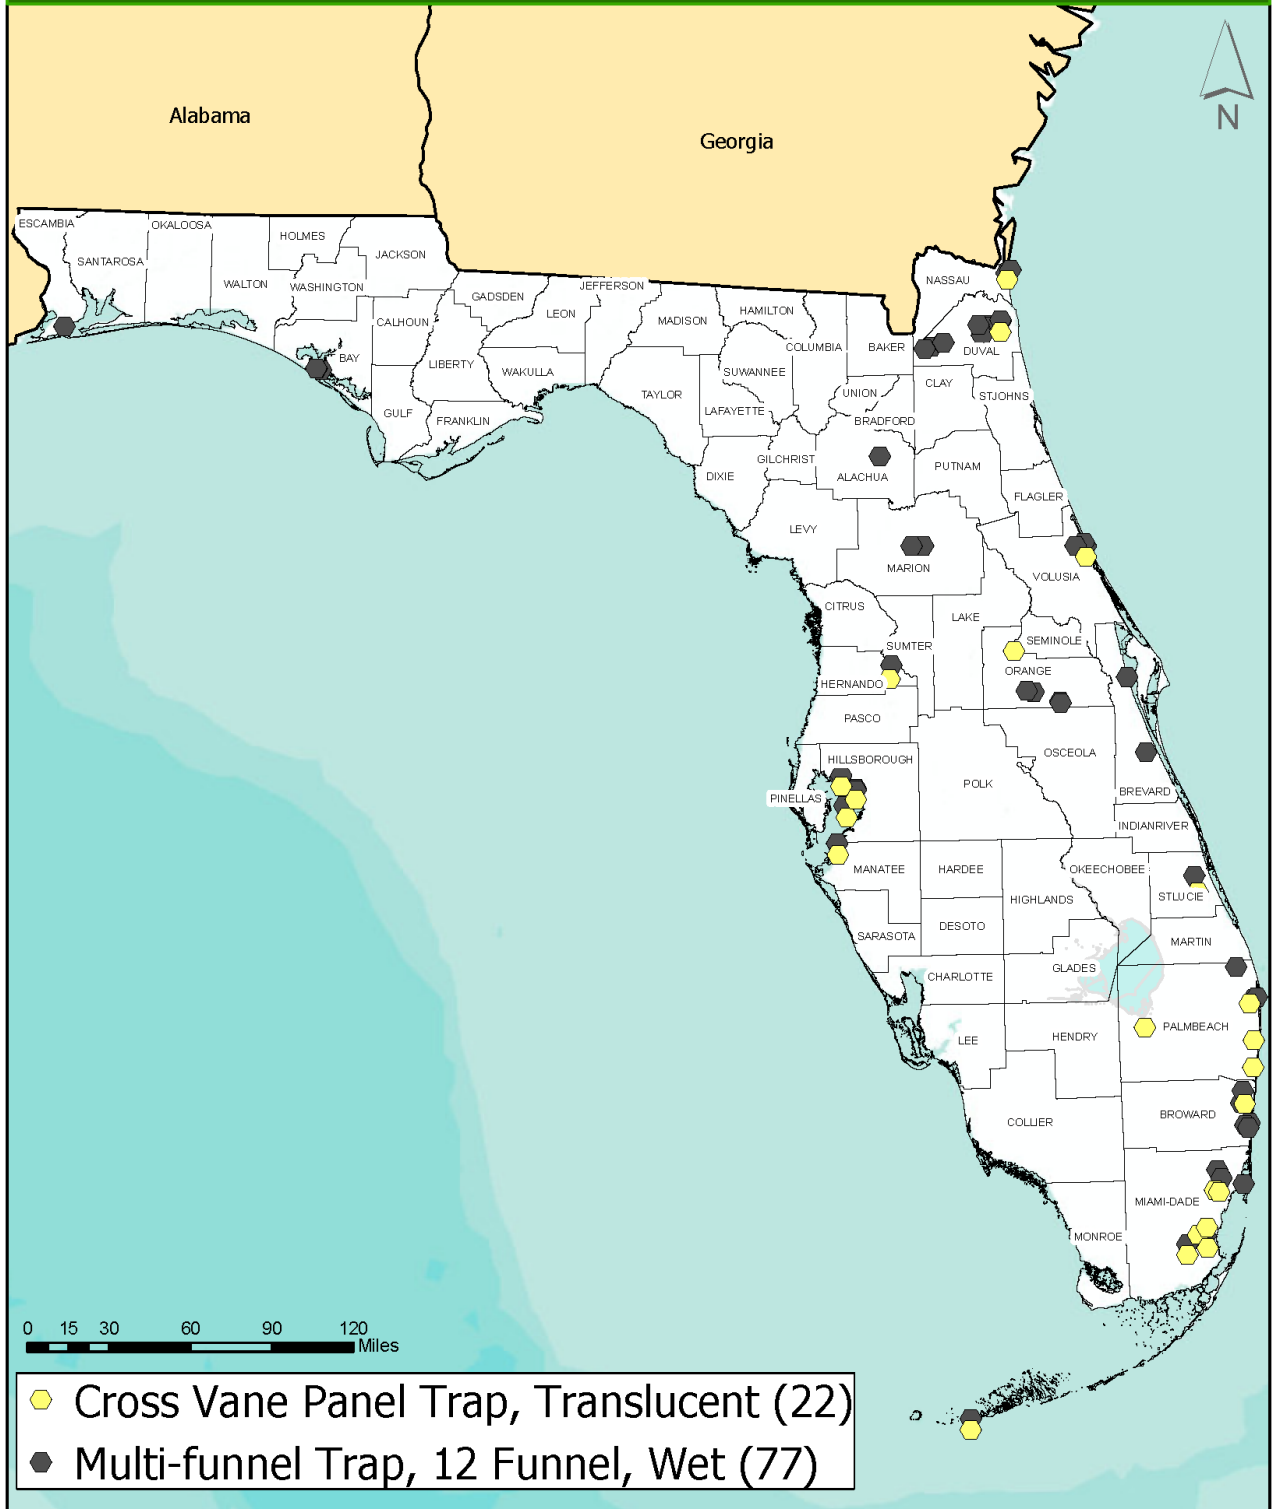 Alabama
Georgia
N
ESCAMBIA
OKALOOSA
HOLMES
JACKSON
SANTAROSA
WALTON
WASHINGTON
GADSDEN
JEFFERSON
NASSAU
LEON
MADISON
HAMILTON
CALHOUN
BAY
LIBERTY
WAKULLA
COLUMBIA
BAKER
DUVAL
SUWANNEE
TAYLOR
LAFAYETTE
UNION
CLAY
STJOHNS
GULF
FRANKLIN
BRADFORD
GILCHRIST
DIXIE
ALACHUA
PUTNAM
FLAGLER
LEVY
MARION
VOLUSIA
CITRUS
LAKE
SUMTER
SEMINOLE
ORANGE
HERNANDO
PASCO
OSCEOLA
HILLSBOROUGH
POLK
PINELLAS
BREVARD
INDIANRIVER
MANATEE
HARDEE
OKEECHOBEE
HIGHLANDS
STLUCIE
SARASOTA
DESOTO
MARTIN
CHARLOTTE
GLADES
PALMBEACH
LEE
HENDRY
BROWARD
COLLIER
MIAMI-DADE
MONROE
0 15 30 60 90 120
Miles
Cross Vane Panel Trap, Translucent (22)
Multi-funnel Trap, 12 Funnel, Wet (77)